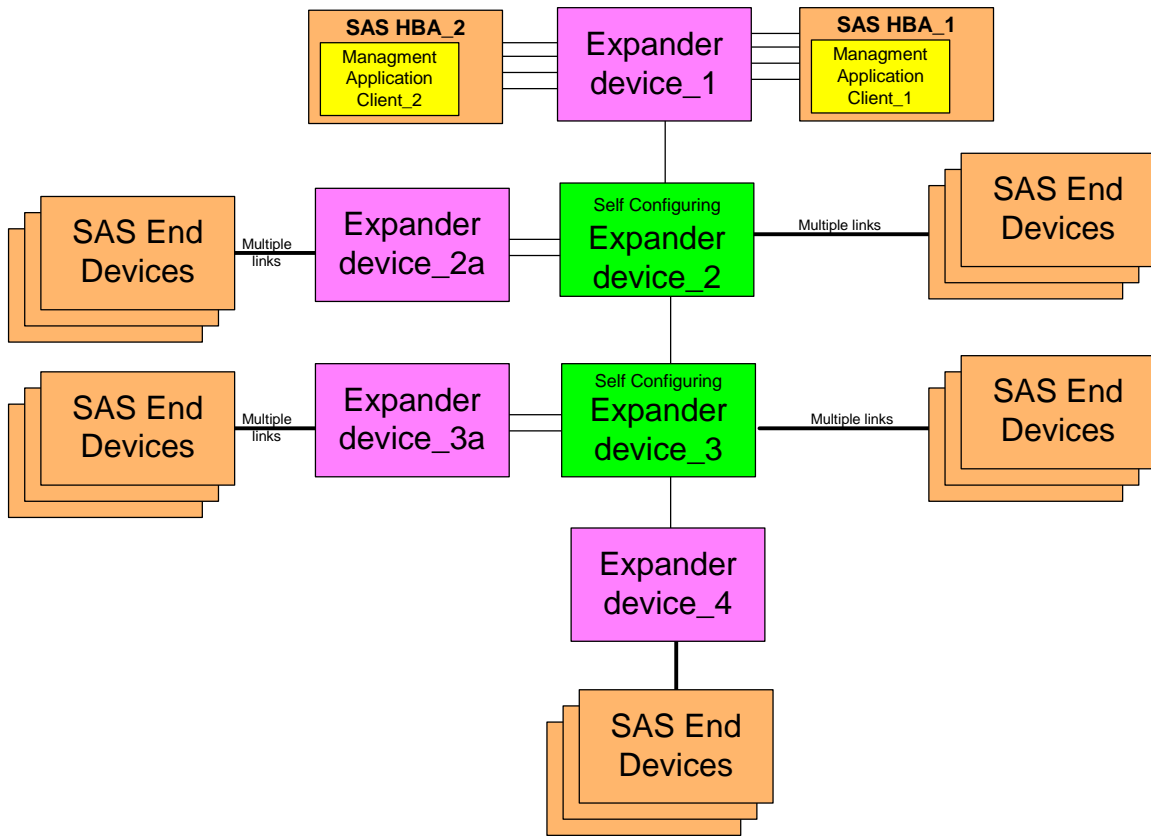 SAS HBA_2
Managment
Application
Client_2
Expander
device_1
SAS HBA_1
Managment
Application
Client_1
SAS End
Devices
Multiple
links
Expander
device_2a
Self Configuring
Expander
device_2
Multiple links
SAS End
Devices
SAS End
Devices
Multiple
links
Expander
device_3a
Self Configuring
Expander
device_3
Multiple links
SAS End
Devices
Expander
device_4
SAS End
Devices